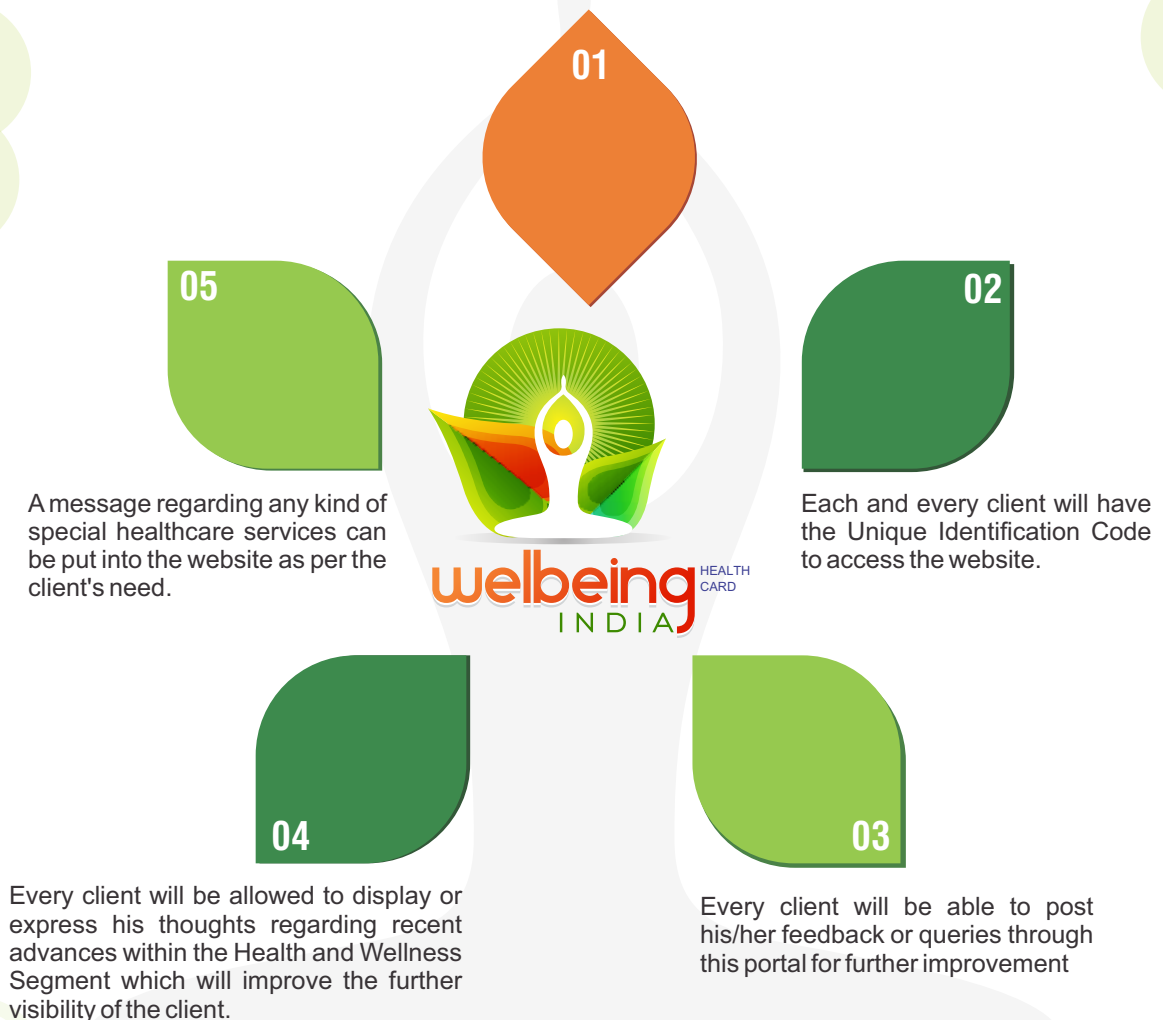 01
05
A message regarding any kind of
special healthcare services can
be put into the website as per the
client's need.
02
Each and every client will have
the Unique Identification Code
to access the website.
welbeing
HEALTH
CARD
INDIA
04
Every client will be allowed to display or
express his thoughts regarding recent
advances within the Health and Wellness
Segment which will improve the further
visibility of the client.
03
Every client will be able to post
his/her feedback or queries through
this portal for further improvement